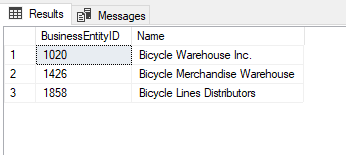 Results Messages
BusinessEntityID Name
1 1020 Bicycle Warehouse Inc.
2 1426 Bicycle Merchandise Warehouse
3 1858 Bicycle Lines Distributors